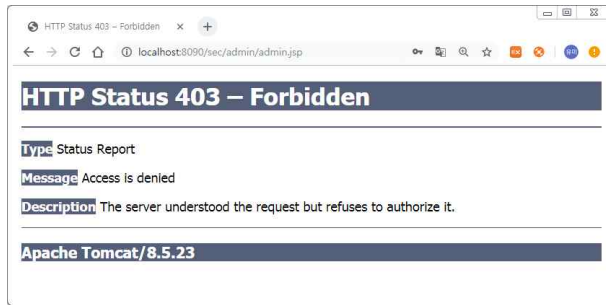 HTTP Status 403 – Forbidden
localhost:8090/sec/admin/admin.jsp
HTTP Status 403 – Forbidden
Type Status Report
Message Access is denied
Description The server understood the request but refuses to authorize it.
Apache Tomcat/8.5.23